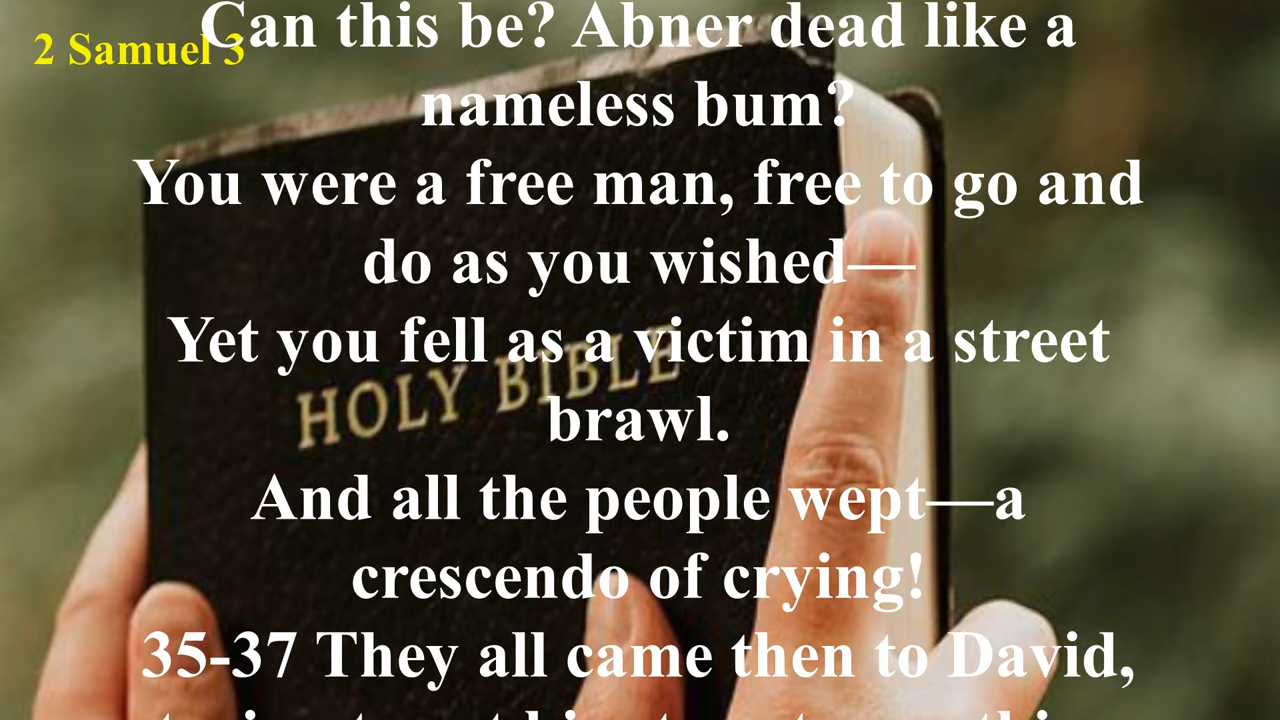 2 Samuel 3
Can this be? Abner dead like a
nameless bum?
You were a free man, free to go and
do as you wished—
Yet you fell as a victim in a street
brawl.
And all the people wept—a
crescendo of crying!
35-37 They all came then to David,
HOLY BIBLE